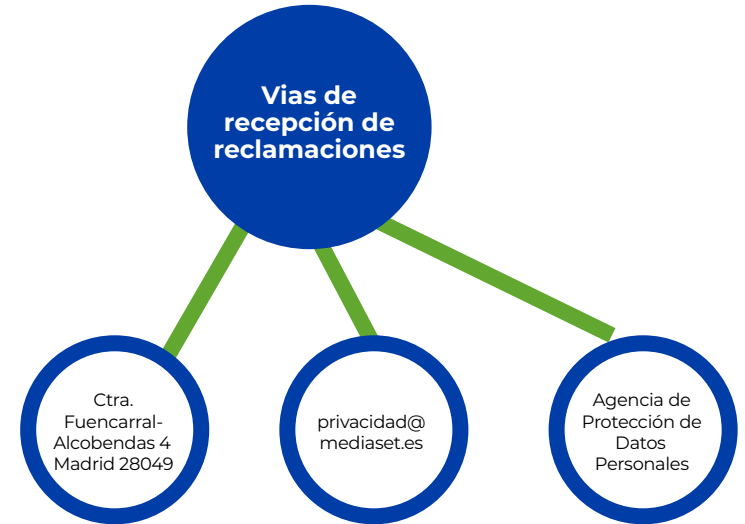 Vias de
recepción de
reclamaciones
Ctra.
Fuencarral-
Alcobendas 4
Madrid 28049
privacidad@
mediaset.es
Agencia de
Protección de
Datos
Personales